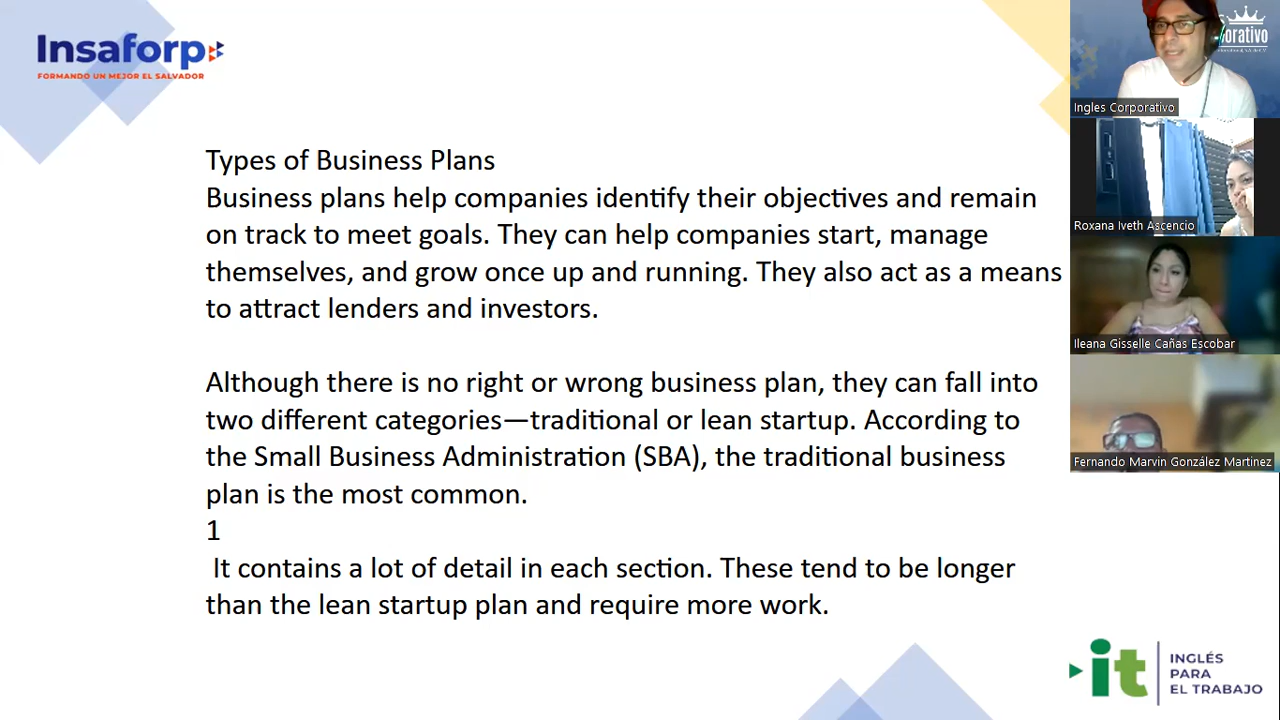 Insaforp
FORMANDO UN MEJOR EL SALVADOR
Types of Business Plans
Business plans help companies identify their objectives and remain
on track to meet goals. They can help companies start, manage
themselves, and grow once up and running. They also act as a means
to attract lenders and investors.
Although there is no right or wrong business plan, they can fall into
two different categories—traditional or lean startup. According to
the Small Business Administration (SBA), the traditional business
plan is the most common.
1
It contains a lot of detail in each section. These tend to be longer
than the lean startup plan and require more work.
orativo
Ingles Corporativo
Roxana Iveth Ascencio
Ileana Gisselle Cañas Escobar
Fernando Marvin González Martinez
it
INGLÉS
PARA
EL TRABAJO